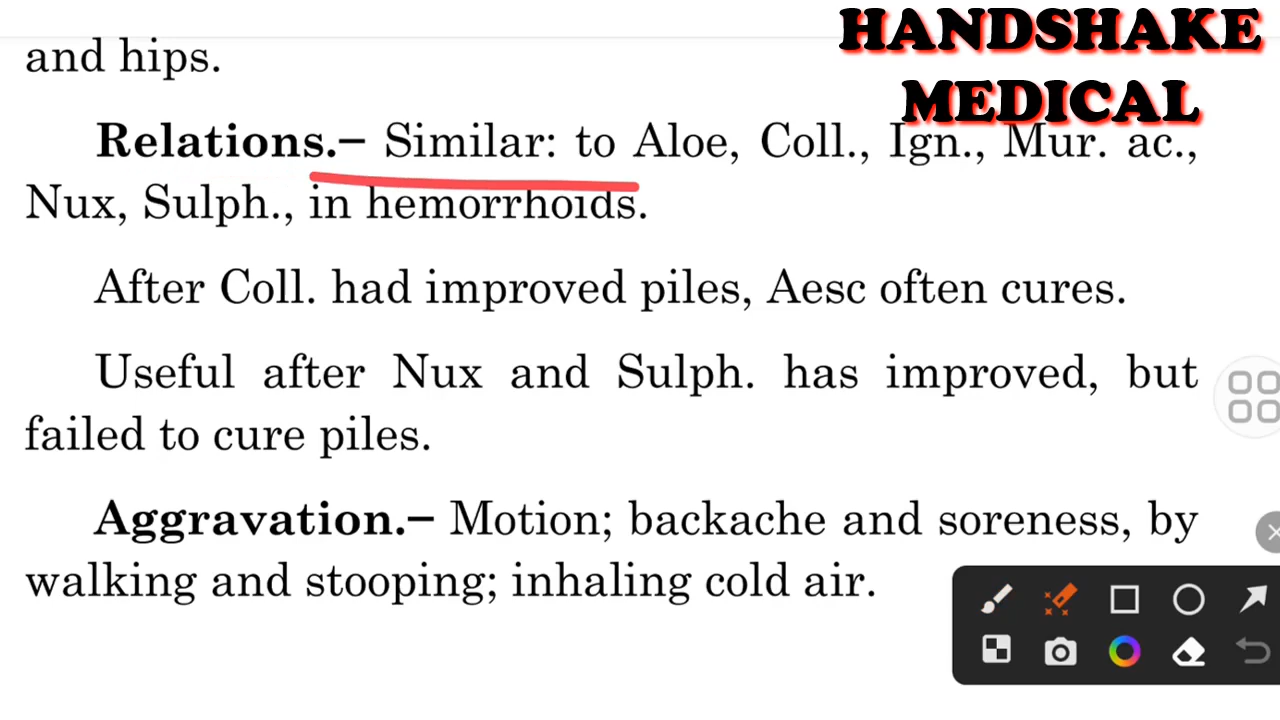 HANDSHAKE
MEDICAL
and hips.
Relations.– Similar: to Aloe, Coll., Ign., Mur. ac.,
Nux, Sulph., in hemorrhoids.
After Coll. had improved piles, Aesc often cures.
Useful after Nux and Sulph. has improved, but
failed to cure piles.
Aggravation.– Motion; backache and soreness, by
walking and stooping; inhaling cold air.